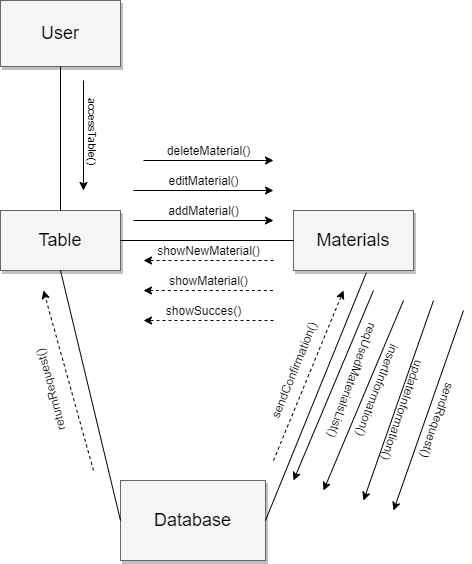 User
accessTable()
deleteMaterial()
editMaterial()
addMaterial()
Table
Materials
showNewMaterial()
showMaterial()
showSucces()
returnRequest()
sendConfirmation()
reqUsedMaterialsList()
insertInformation()
updateInformation()
sendRequest()
Database